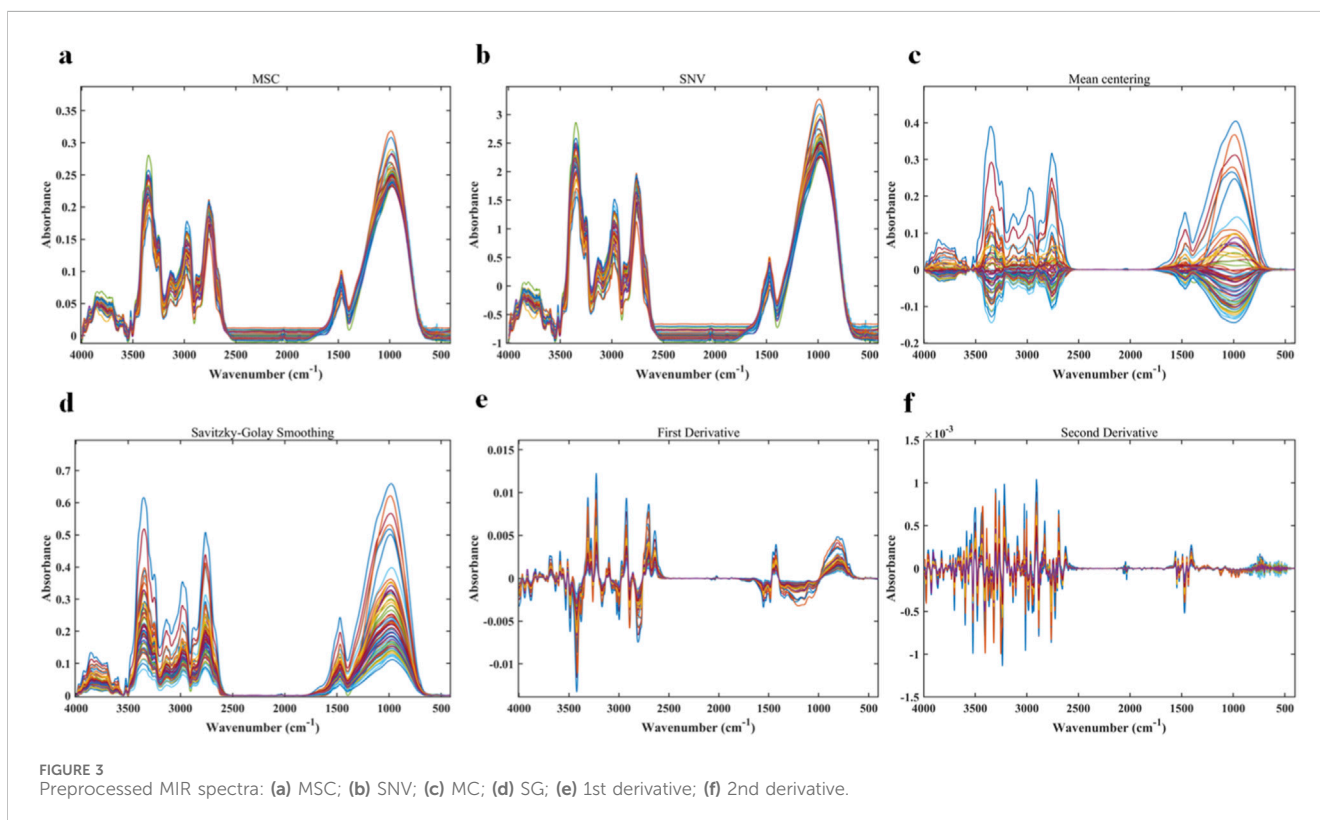 a
MSC
Absorbance
0.35
0.3
0.25
0.2
0.15
0.1
0.05
0
4000 3500 3000 2500 2000 1500 1000 500
Wavenumber (cm-1)
b
SNV
Absorbance
3
2.5
2
1.5
1
0.5
0
-0.5
-1
4000 3500 3000 2500 2000 1500 1000 500
Wavenumber (cm-1)
c
Mean centering
Absorbance
0.4
0.3
0.2
0.1
0
-0.1
-0.2
4000 3500 3000 2500 2000 1500 1000 500
Wavenumber (cm-1)
d
Savitzky-Golay Smoothing
Absorbance
0.7
0.6
0.5
0.4
0.3
0.2
0.1
0
4000 3500 3000 2500 2000 1500 1000 500
Wavenumber (cm-1)
e
First Derivative
Absorbance
0.015
0.01
0.005
0
-0.005
-0.01
4000 3500 3000 2500 2000 1500 1000 500
Wavenumber (cm-1)
f
Second Derivative
×10-3
Absorbance
1.5
1
0.5
0
-0.5
-1
-1.5
4000 3500 3000 2500 2000 1500 1000 500
Wavenumber (cm-1)
FIGURE 3
Preprocessed MIR spectra: (a) MSC; (b) SNV; (c) MC; (d) SG; (e) 1st derivative; (f) 2nd derivative.